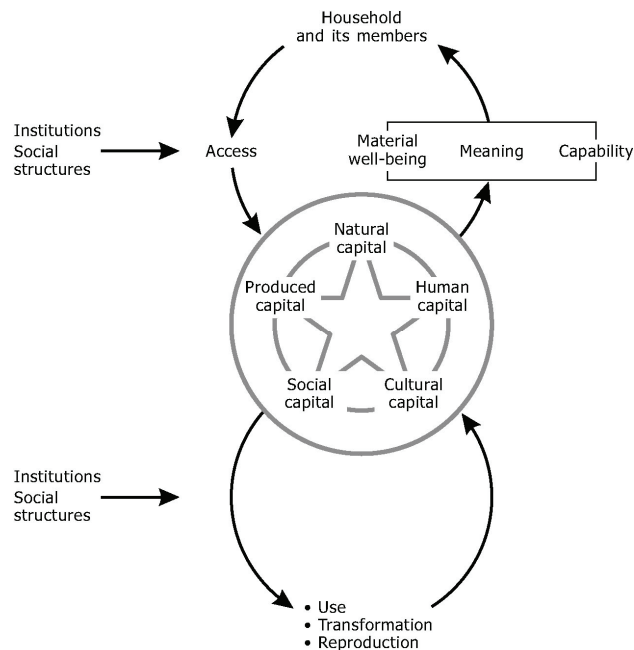 Household
and its members
Institutions
Social
structures
Access
Material
well-being
Meaning
Capability
Natural
capital
Produced
capital
Human
capital
Social
capital
Cultural
capital
Institutions
Social
structures
• Use
• Transformation
• Reproduction